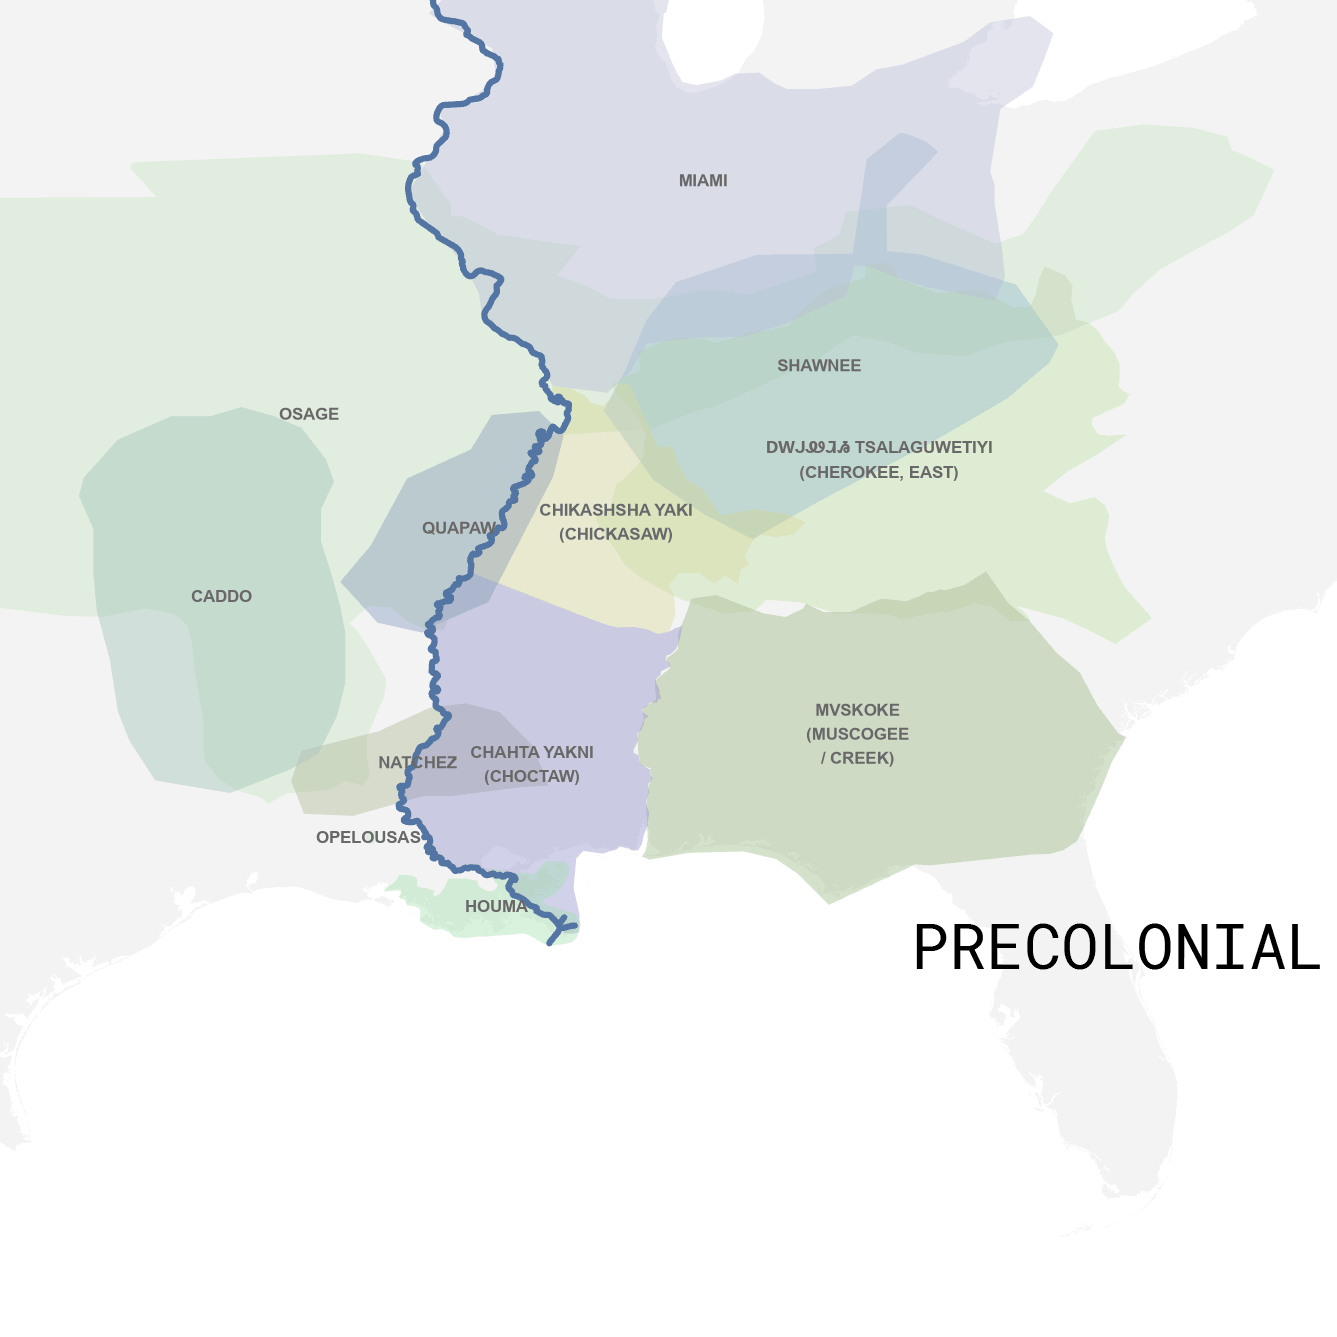 MIAMI
SHAWNEE
OSAGE
TSALAGUWETIYI
(CHEROKEE, EAST)
CHIKASHSHA YAKI
(CHICKASAW)
QUAPAW
CADDO
MVSKOKE
(MUSCOGEE
/ CREEK)
CHAHTA YAKNI
(CHOCTAW)
NATCHEZ
OPELOUSAS
HOUMA
PRECOLONIAL